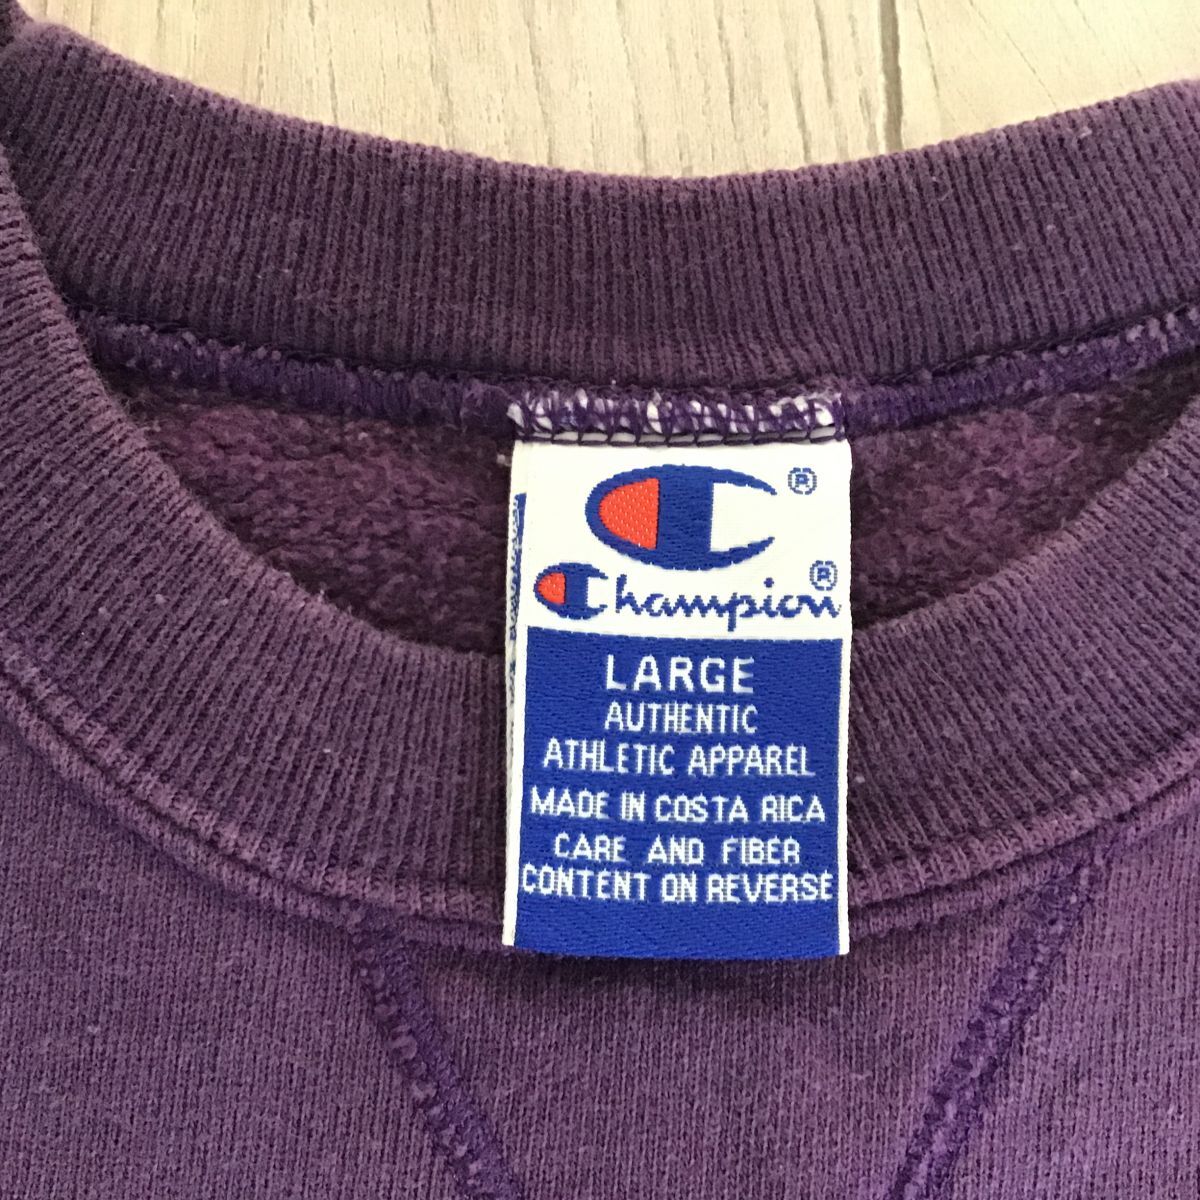 ®
Champion®
LARGE
AUTHENTIC
ATHLETIC APPAREL
MADE IN COSTA RICA
CARE AND FIBER
CONTENT ON REVERSE